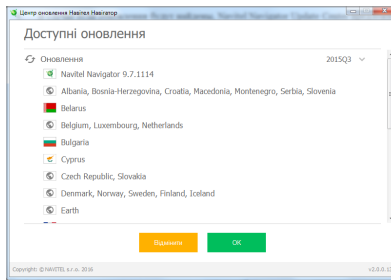 Центр оновлення Навітел Навігатор
Доступні оновлення
Оновлення 2015Q3
Navitel Navigator 9.7.1114
Albania, Bosnia-Herzegovina, Croatia, Macedonia, Montenegro, Serbia, Slovenia
Belarus
Belgium, Luxembourg, Netherlands
Bulgaria
Cyprus
Czech Republic, Slovakia
Denmark, Norway, Sweden, Finland, Iceland
Earth
Відмінити OK
Copyright: © NAVITEL s.r.o. 2016